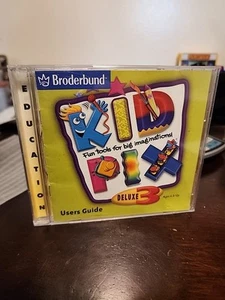 Broderbund
EDUCATION
KID
Fun tools for big imaginations!
PIX
DELUXE 3
Users Guide